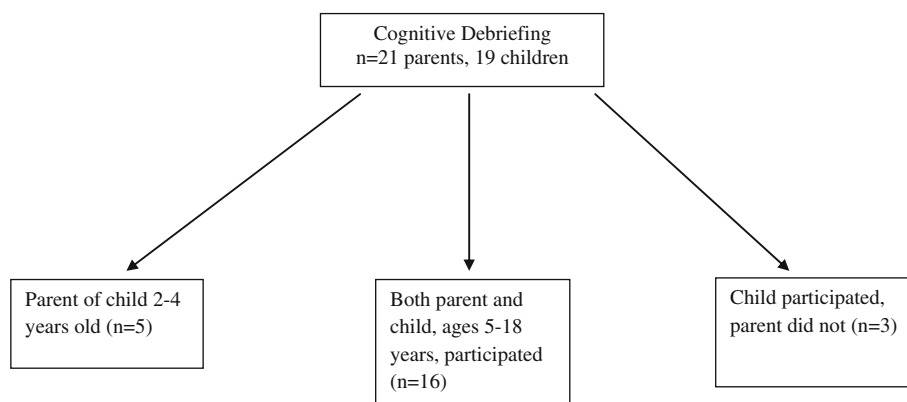 Cognitive Debriefing
n=21 parents, 19 children
Parent of child 2-4
years old (n=5)
Both parent and
child, ages 5-18
years, participated
(n=16)
Child participated,
parent did not (n=3)